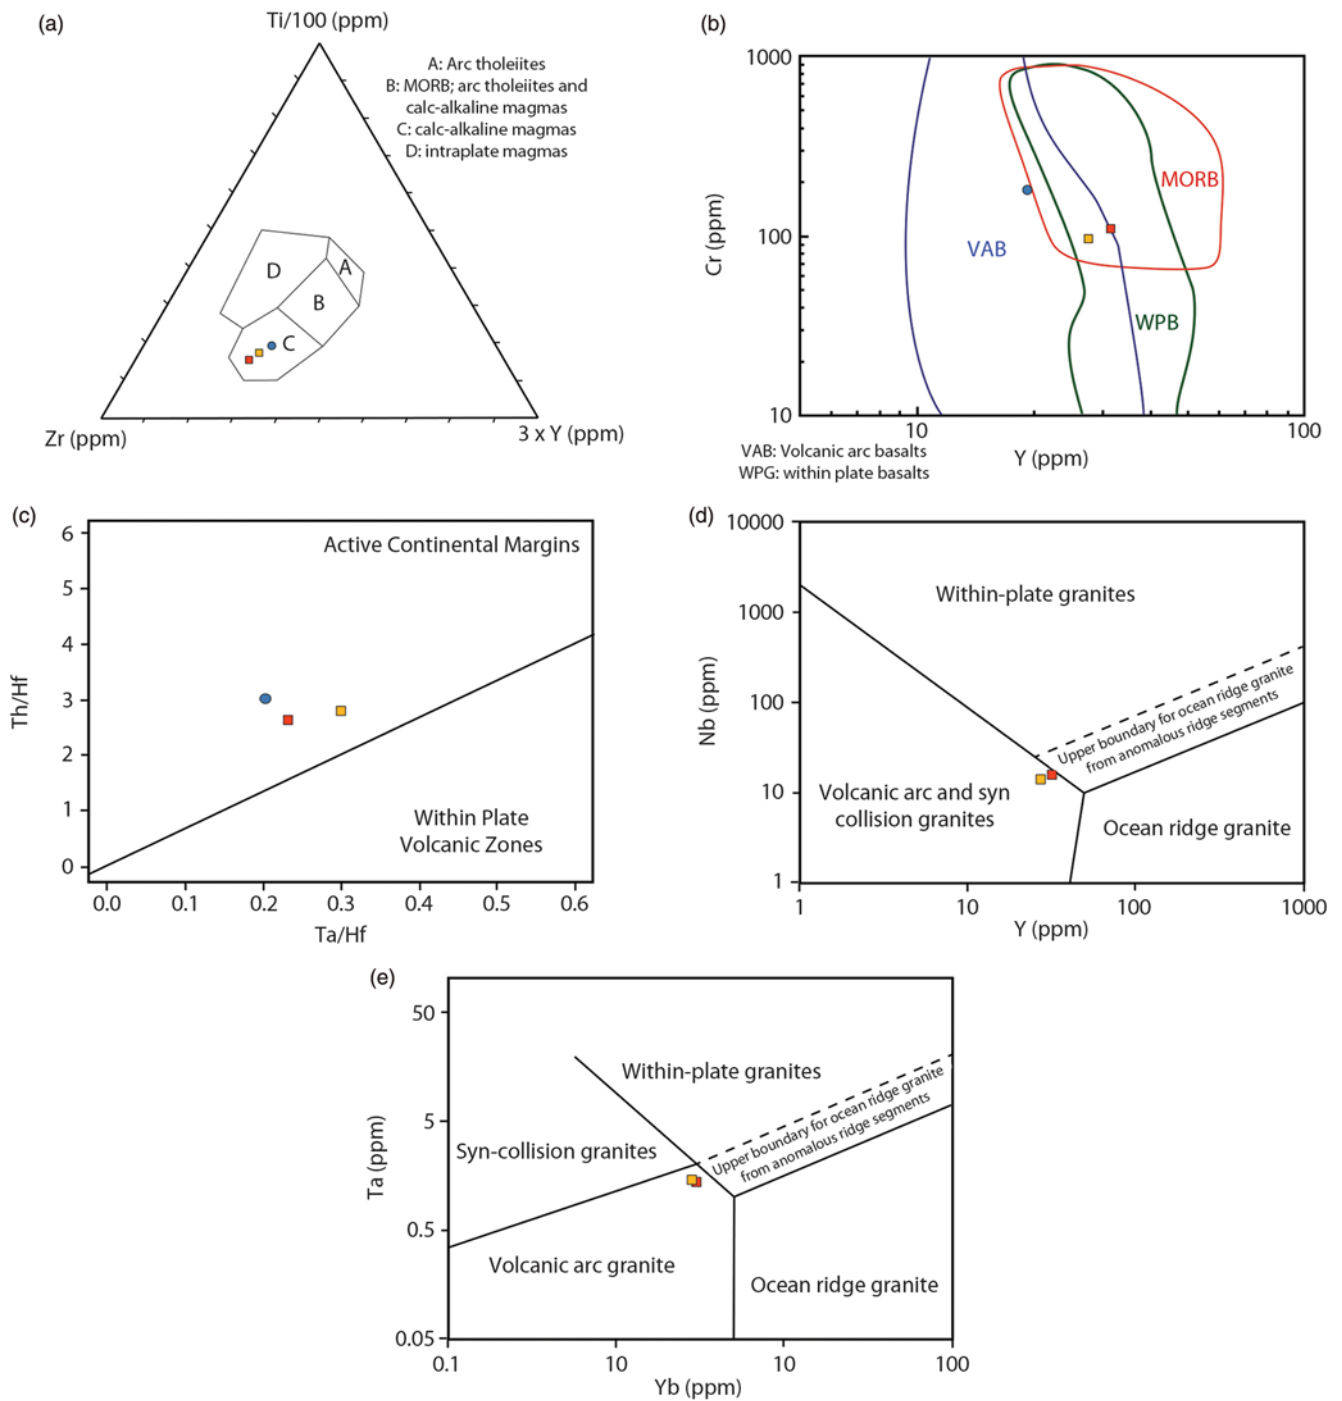 (a)
Ti/100 (ppm)
A: Arc tholeiites
B: MORB; arc tholeiites and
calc-alkaline magmas
C: calc-alkaline magmas
D: intraplate magmas
D
A
B
C
Zr (ppm)
3 x Y (ppm)
(b)
1000
100
10
Cr (ppm)
VAB
MORB
WPB
10
100
Y (ppm)
VAB: Volcanic arc basalts
WPG: within plate basalts
(c)
6
5
4
3
2
1
0
Th/Hf
Active Continental Margins
Within Plate
Volcanic Zones
0.0
0.1
0.2
0.3
0.4
0.5
0.6
Ta/Hf
(d)
10000
1000
100
10
1
Nb (ppm)
Within-plate granites
Upper boundary for ocean ridge granite
from anomalous ridge segments
Volcanic arc and syn
collision granites
Ocean ridge granite
1
10
100
1000
Y (ppm)
(e)
50
5
0.5
0.05
Ta (ppm)
Within-plate granites
Syn-collision granites
Upper boundary for ocean ridge granite
from anomalous ridge segments
Volcanic arc granite
Ocean ridge granite
0.1
10
10
100
Yb (ppm)